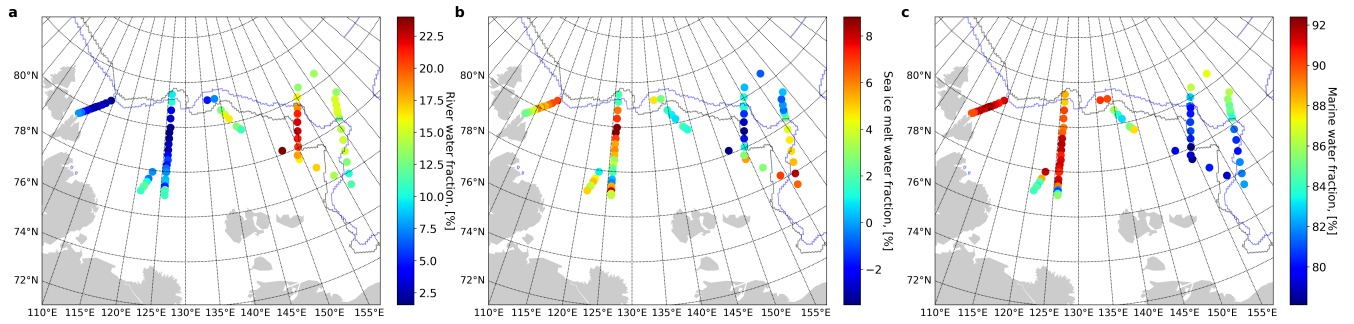 a
80°N
78°N
76°N
74°N
72°N
110°E 115°E 120°E 125°E 130°E 135°E 140°E 145°E 150°E 155°E
22.5
20.0
17.5
15.0
12.5
10.0
7.5
5.0
2.5
River water fraction, [%]
b
80°N
78°N
76°N
74°N
72°N
110°E 115°E 120°E 125°E 130°E 135°E 140°E 145°E 150°E 155°E
8
6
4
2
0
−2
Sea ice melt water fraction, [%]
c
80°N
78°N
76°N
74°N
72°N
110°E 115°E 120°E 125°E 130°E 135°E 140°E 145°E 150°E 155°E
92
90
88
86
84
82
80
Marine water fraction, [%]